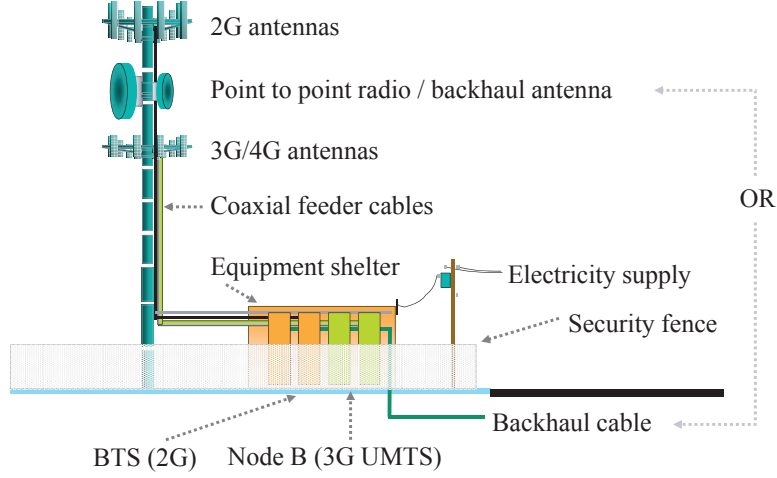 2G antennas
Point to point radio / backhaul antenna
3G/4G antennas
OR
Coaxial feeder cables
Equipment shelter
Electricity supply
Security fence
Backhaul cable
BTS (2G)
Node B (3G UMTS)